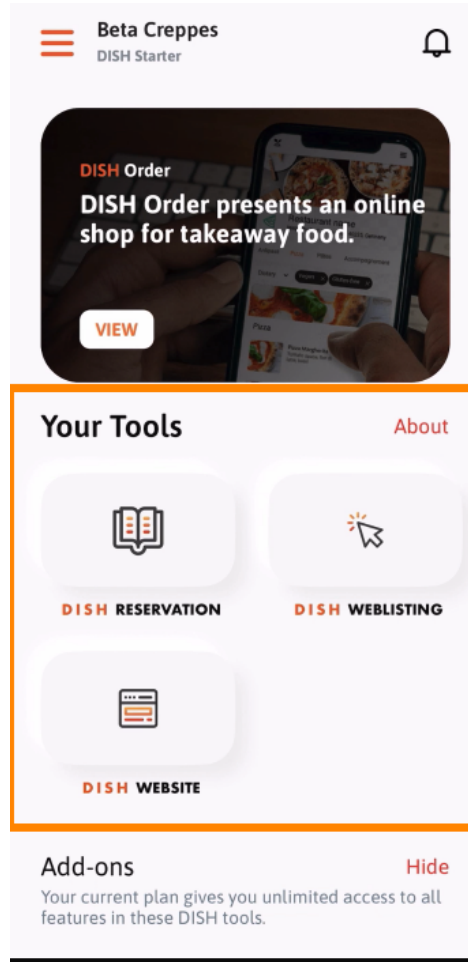 Beta Creppes
DISH Starter
DISH Order
DISH Order presents an online
shop for takeaway food.
VIEW
Your Tools
About
DISH RESERVATION
DISH WEBLISTING
DISH WEBSITE
Add-ons
Hide
Your current plan gives you unlimited access to all
features in these DISH tools.